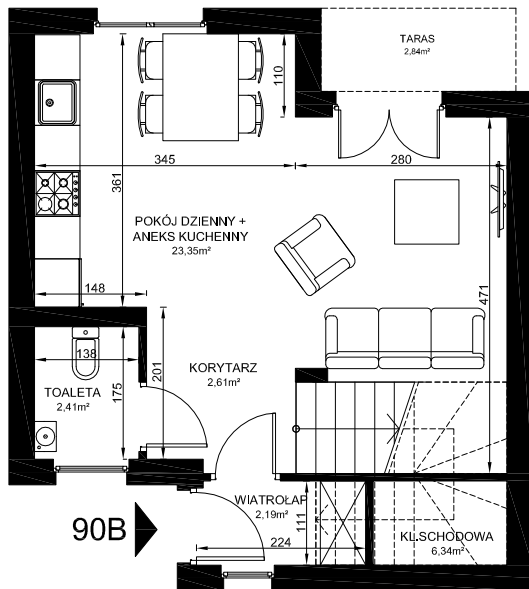 TARAS
2,84m²
110
345
280
361
POKÓJ DZIENNY +
ANEKS KUCHENNY
23,35m²
148
471
138
201
KORYTARZ
2,61m²
TOALETA
2,41m²
175
WIATROŁAP
2,19m²
111
90B
224
KL.SCHODOWA
6,34m²